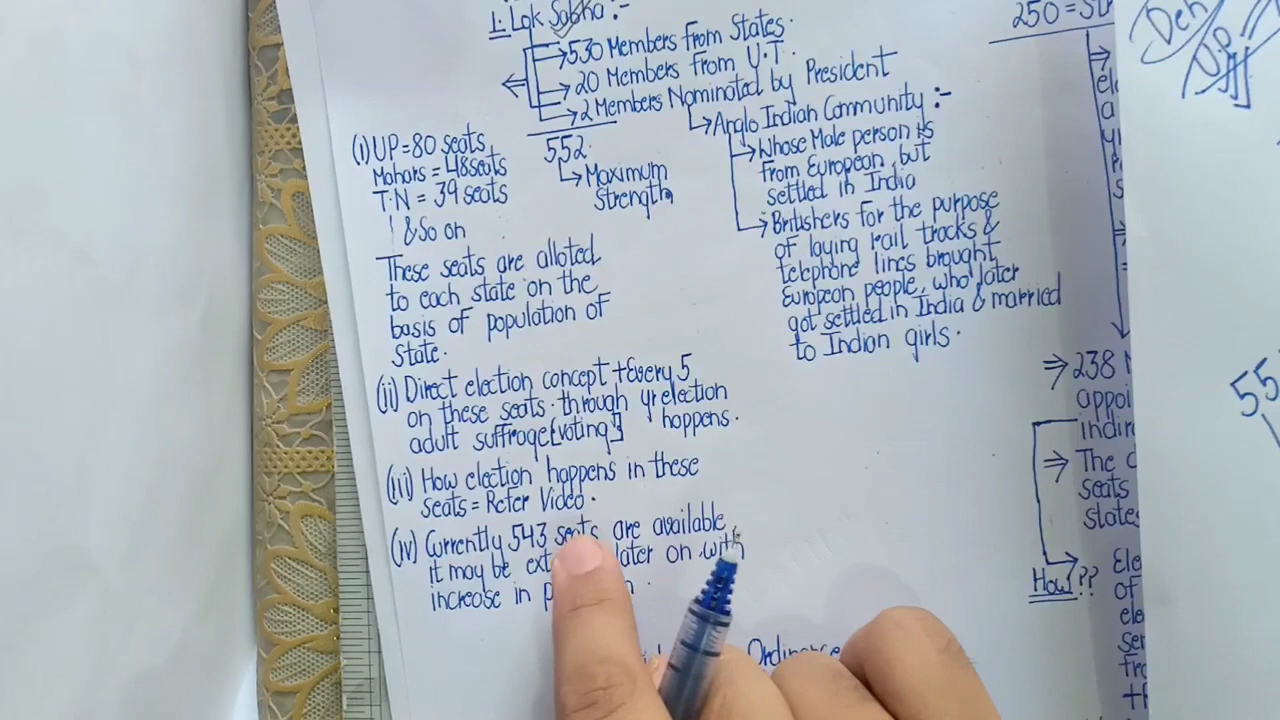 1. Lok Sabha :-
530 Members from States.
20 Members from U.T.
2 Members Nominated by President
552
Maximum
Strength
Anglo Indian Community :-
Whose Male person is
from European, but
settled in India
Britishers for the purpose
of laying rail tracks &
telephone lines brought
European people, who later
got settled in India & married
to Indian girls.
(i) UP = 80 seats
Mahars = 48 seats
T.N = 39 seats
& So on
These seats are alloted
to each state on the
basis of population of
State.
(ii) Direct election concept + Every 5
on these seats through yr election
adult suffrage [voting] happens.
(iii) How election happens in these
seats = Refer Video.
(iv) Currently 543 seats are available
it may be later on with
increase in
Ordinance
250 =
238
The
seats
states
How??
of
55
Den
U.P